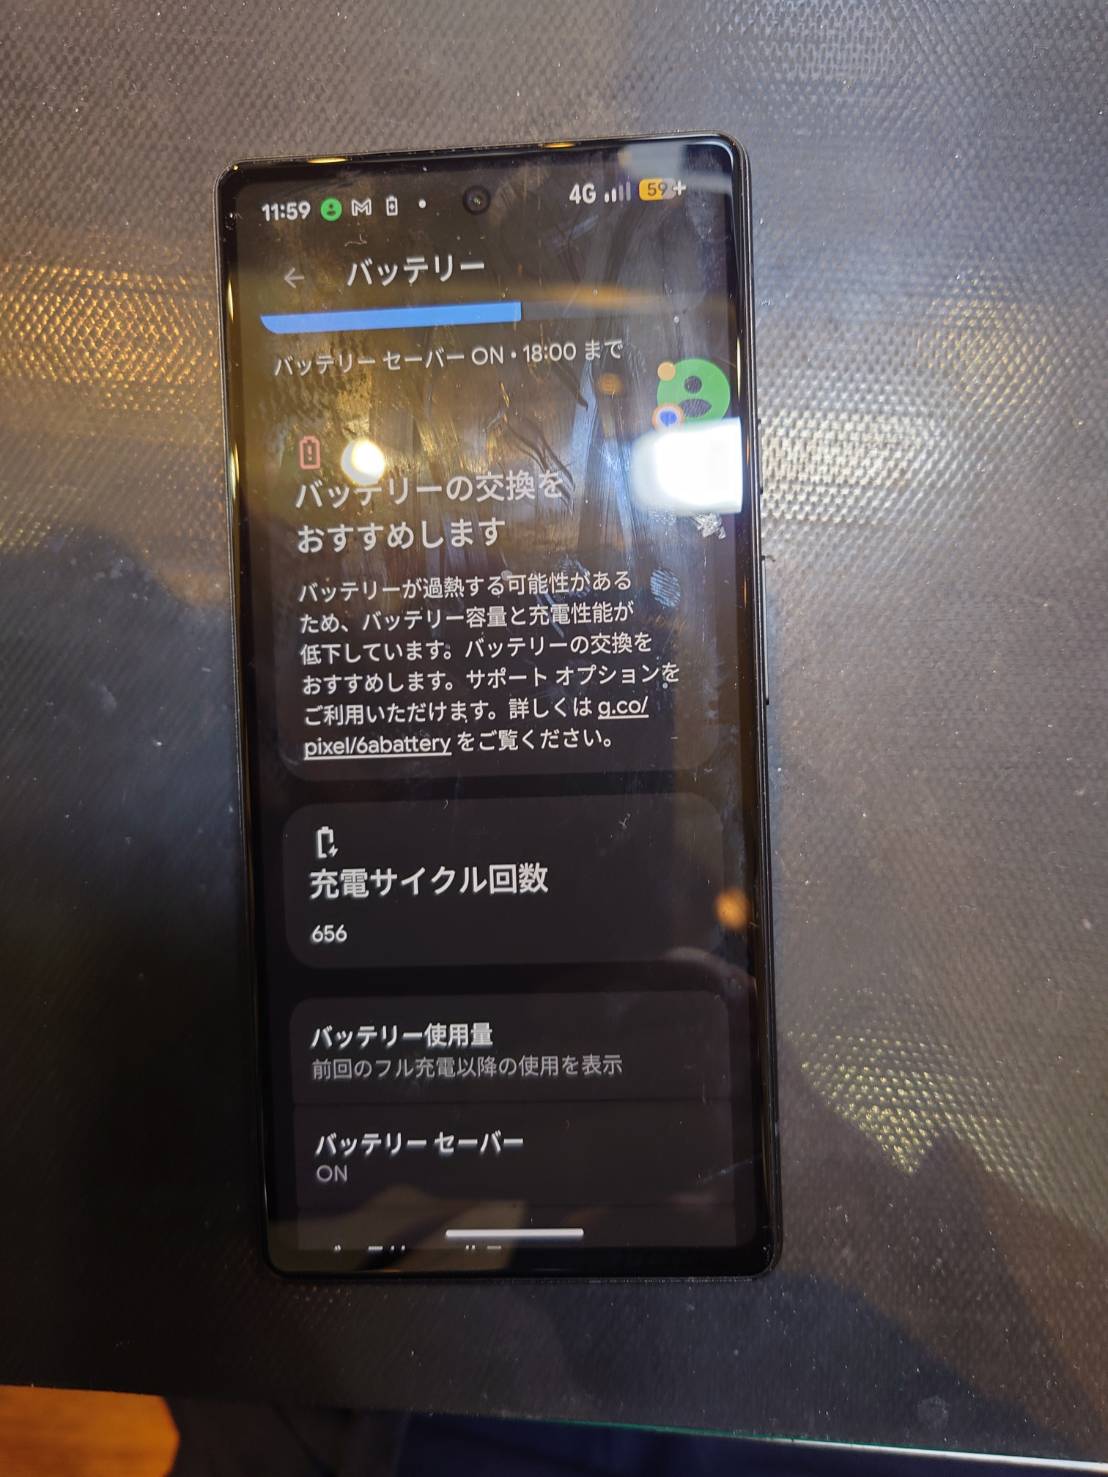 11:59
4G 59+
バッテリー
バッテリー セーバー ON • 18:00 まで
バッテリーの交換を
おすすめします
バッテリーが過熱する可能性がある
ため、バッテリー容量と充電性能が
低下しています。バッテリーの交換を
おすすめします。サポート オプションを
ご利用いただけます。詳しくは g.co/
pixel/6abattery をご覧ください。
充電サイクル回数
656
バッテリー使用量
前回のフル充電以降の使用を表示
バッテリー セーバー
ON